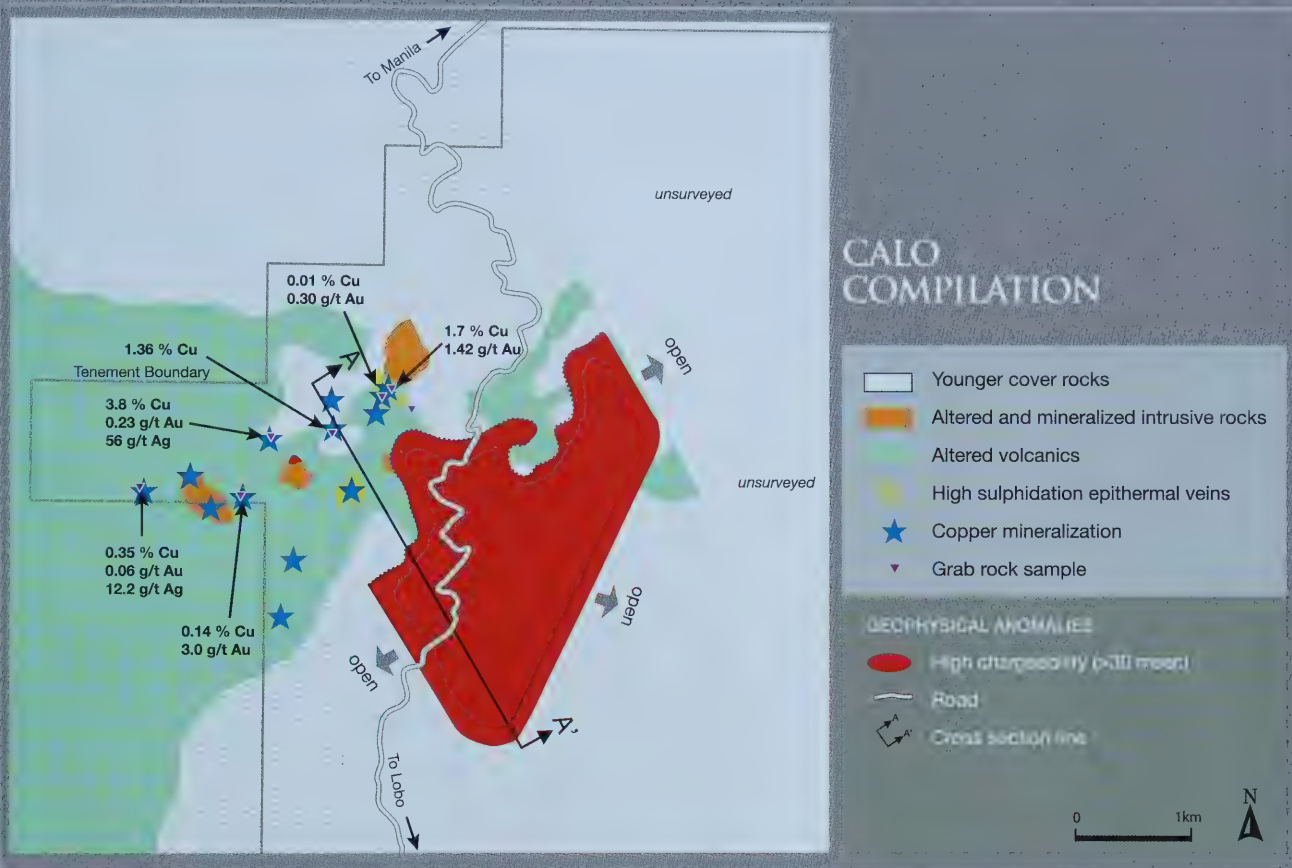 To Manila
unsurveyed
0.01 % Cu
0.30 g/t Au
1.7 % Cu
1.42 g/t Au
open
1.36 % Cu
A
Tenement Boundary
3.8 % Cu
0.23 g/t Au
56 g/t Ag
unsurveyed
0.35 % Cu
0.06 g/t Au
12.2 g/t Ag
open
0.14 % Cu
3.0 g/t Au
open
A'
To Lobo
CALO
COMPILATION
Younger cover rocks
Altered and mineralized intrusive rocks
Altered volcanics
High sulphidation epithermal veins
Copper mineralization
Grab rock sample
GEOPHYSICAL ANOMALIES
High chargeability (>30 msec)
Road
A
A'
Cross section line
0 1km
N